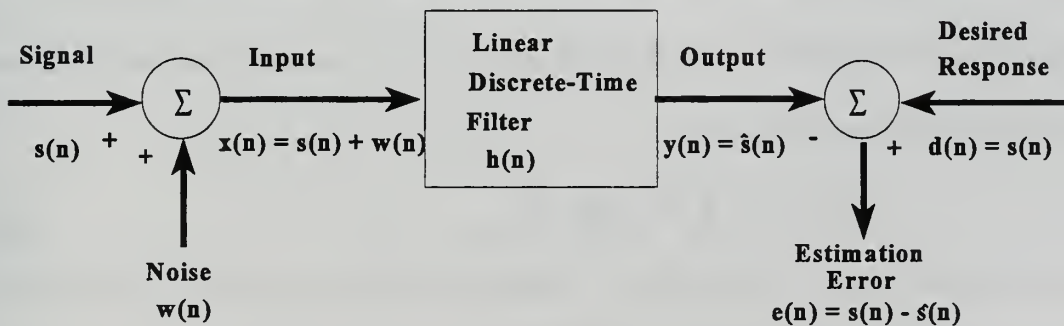 Signal
s(n)
+
+
Σ
Noise
w(n)
Input
x(n) = s(n) + w(n)
Linear
Discrete-Time
Filter
h(n)
Output
y(n) = ŝ(n)
-
Σ
+
Desired
Response
d(n) = s(n)
Estimation
Error
e(n) = s(n) - ŝ(n)